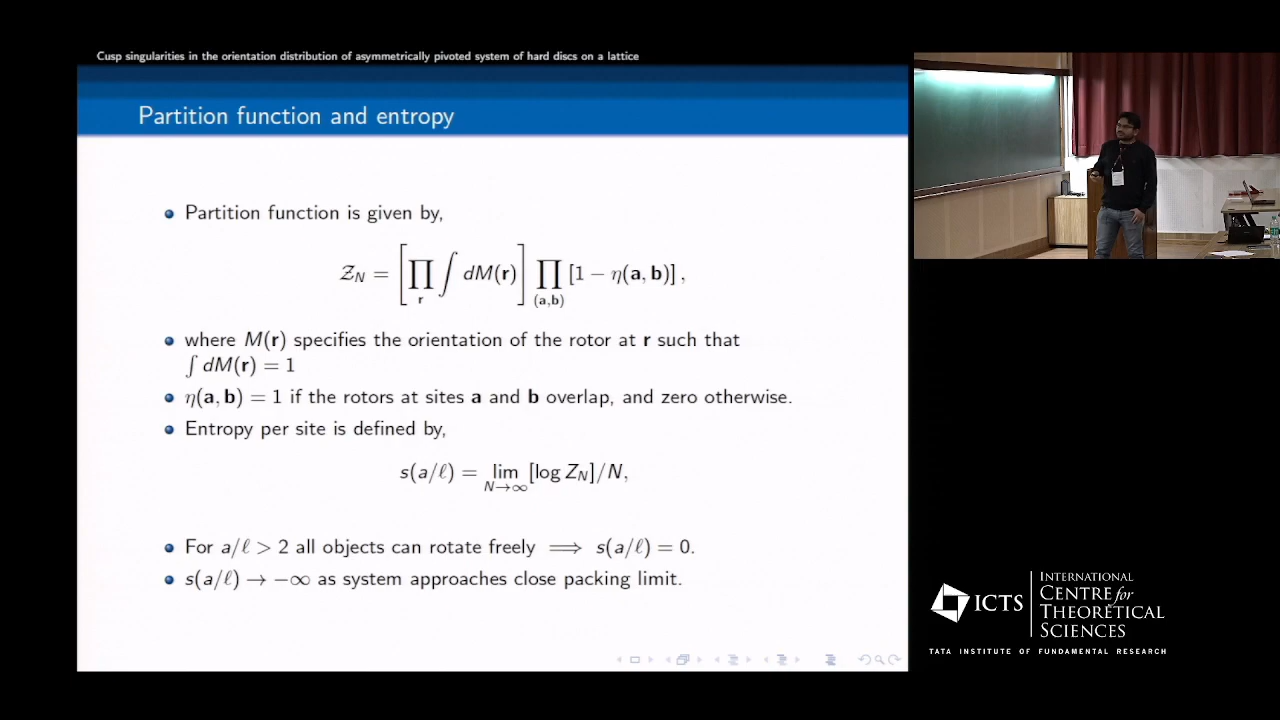 Cusp singularities in the orientation distribution of asymmetrically pivoted system of hard discs on a lattice
Partition function and entropy
Partition function is given by,
𝒵_N = [∏_r ∫ dM(r)] ∏_(a,b) [1 − η(a, b)],
where M(r) specifies the orientation of the rotor at r such that
∫ dM(r) = 1
η(a, b) = 1 if the rotors at sites a and b overlap, and zero otherwise.
Entropy per site is defined by,
s(a/ℓ) = lim_{N→∞} [log Z_N]/N,
For a/ℓ > 2 all objects can rotate freely ⟹ s(a/ℓ) = 0.
s(a/ℓ) → −∞ as system approaches close packing limit.
ICTS
INTERNATIONAL
CENTRE for
THEORETICAL
SCIENCES
TATA INSTITUTE OF FUNDAMENTAL RESEARCH